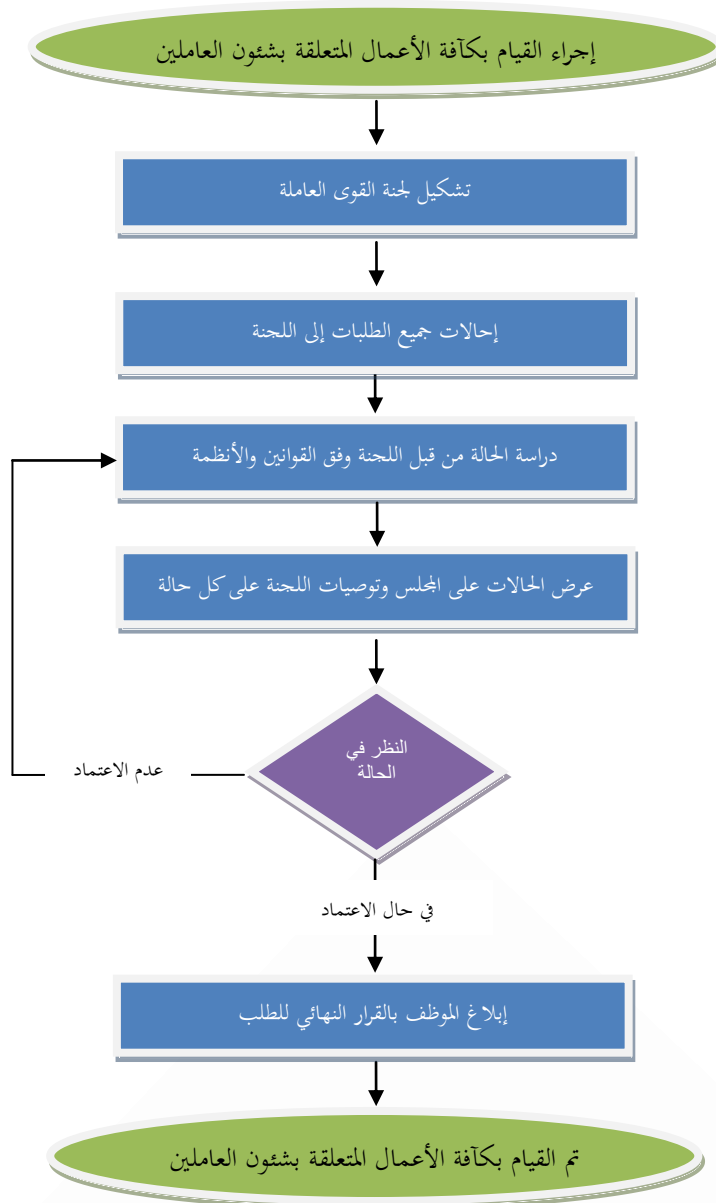 إجراء القيام بكآفة الأعمال المتعلقة بشئون العاملين
تشكيل لجنة القوى العاملة
إحالات جميع الطلبات إلى اللجنة
دراسة الحالة من قبل اللجنة وفق القوانين والأنظمة
عرض الحالات على المجلس وتوصيات اللجنة على كل حالة
النظر في
الحالة
عدم الاعتماد
في حال الاعتماد
إبلاغ الموظف بالقرار النهائي للطلب
تم القيام بكآفة الأعمال المتعلقة بشئون العاملين